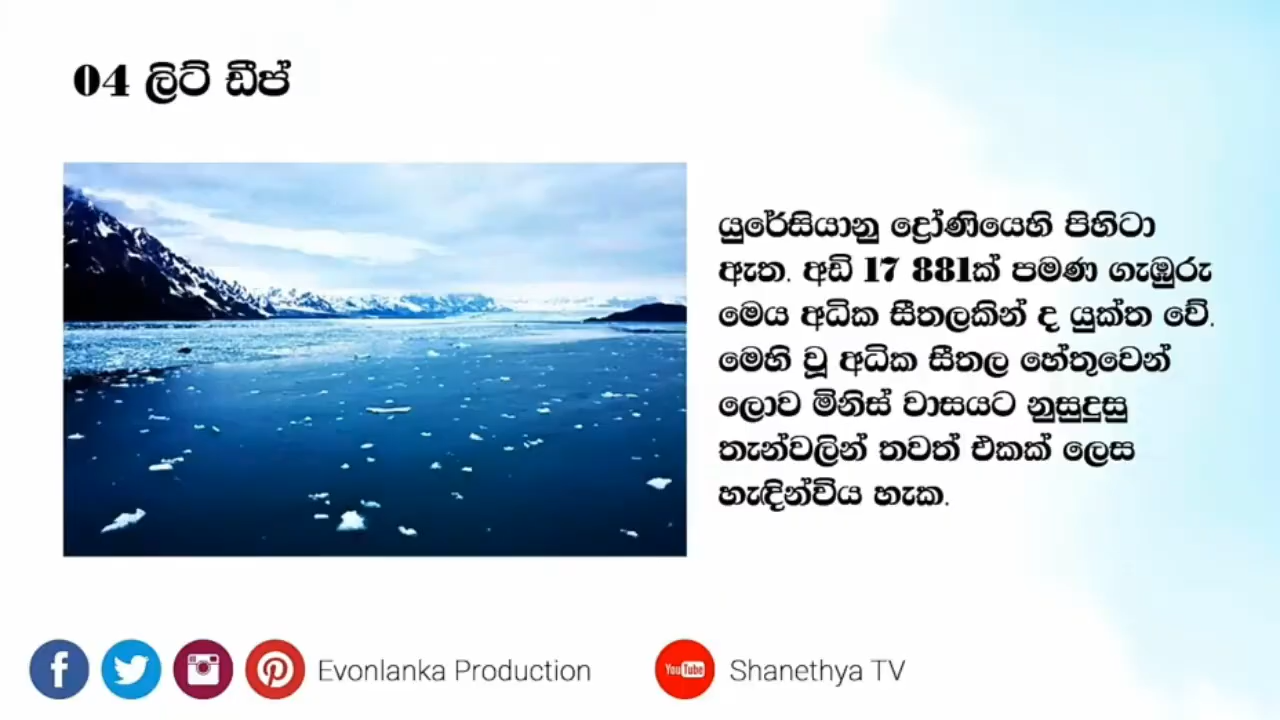 04 ලිට් ඩීප්
යුරේසියානු ද්‍රෝණියෙහි පිහිටා
ඇත. අඩි 17 881ක් පමණ ගැඹුරු
මෙය අධික සීතලකින් ද යුක්ත වේ.
මෙහි වූ අධික සීතල හේතුවෙන්
ලොව මිනිස් වාසයට නුසුදුසු
තැන්වලින් තවත් එකක් ලෙස
හැඳින්විය හැක.
Evonlanka Production
YouTube
Shanethya TV